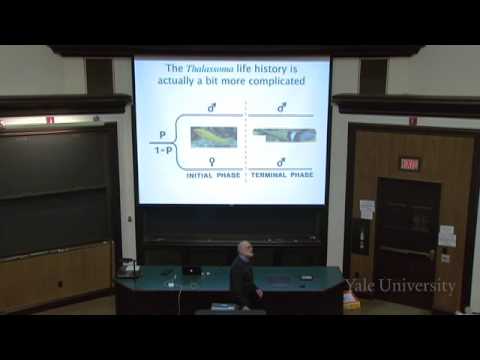 The Thalassoma life history is
actually a bit more complicated
♂ ♂
P
1-P
♀ ♂
INITIAL PHASE TERMINAL PHASE
EXIT
Yale University